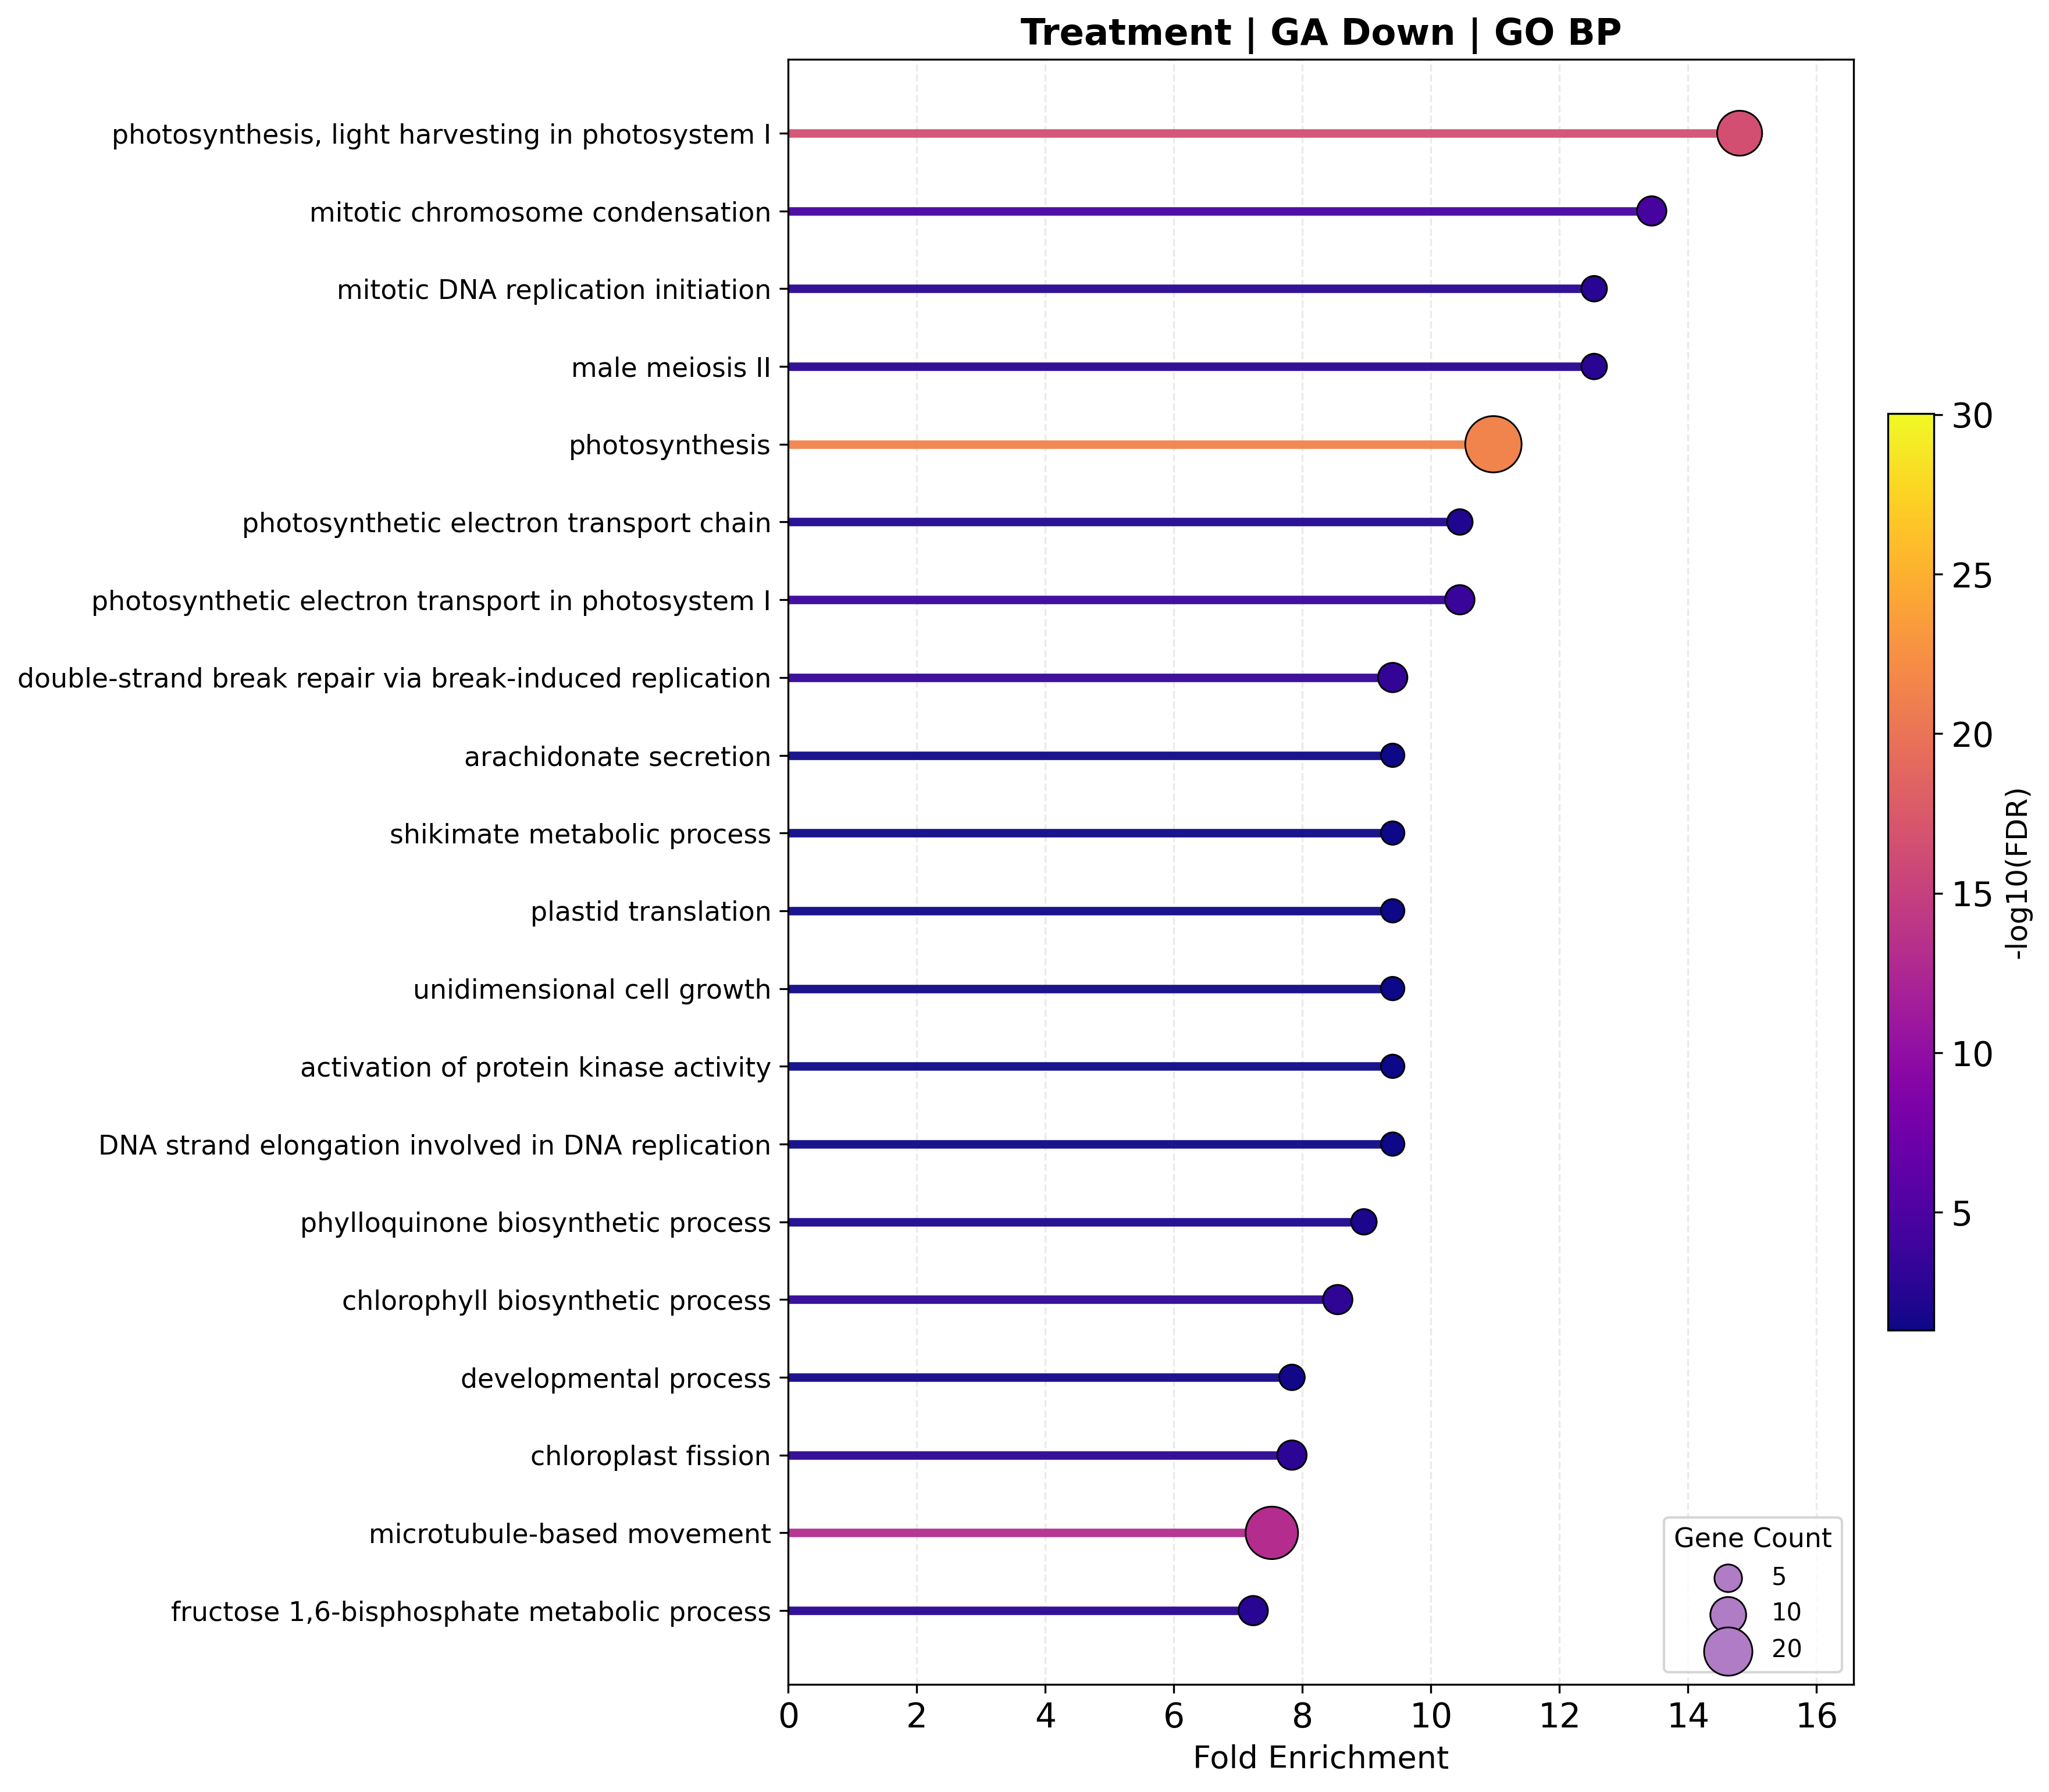 Treatment | GA Down | GO BP
photosynthesis, light harvesting in photosystem I
mitotic chromosome condensation
mitotic DNA replication initiation
male meiosis II
photosynthesis
photosynthetic electron transport chain
photosynthetic electron transport in photosystem I
double-strand break repair via break-induced replication
arachidonate secretion
shikimate metabolic process
plastid translation
unidimensional cell growth
activation of protein kinase activity
DNA strand elongation involved in DNA replication
phylloquinone biosynthetic process
chlorophyll biosynthetic process
developmental process
chloroplast fission
microtubule-based movement
fructose 1,6-bisphosphate metabolic process
0 2 4 6 8 10 12 14 16
Fold Enrichment
Gene Count
5
10
20
30
25
20
15
10
5
-log10(FDR)